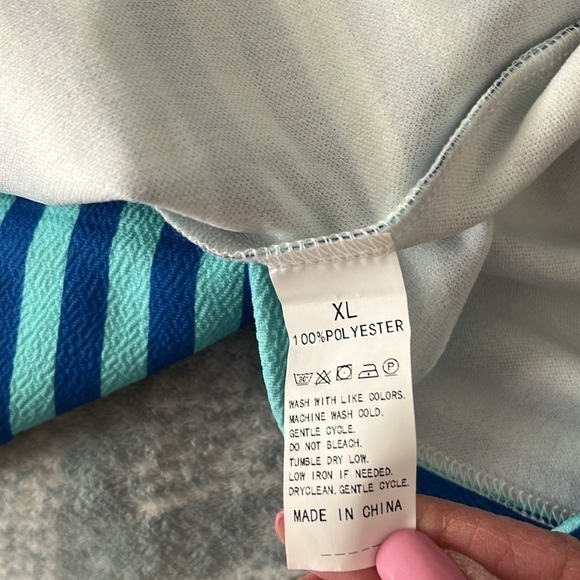 XL
100%POLYESTER
30°
P
WASH WITH LIKE COLORS.
MACHINE WASH COLD.
GENTLE CYCLE.
DO NOT BLEACH.
TUMBLE DRY LOW.
LOW IRON IF NEEDED.
DRYCLEAN, GENTLE CYCLE.
MADE IN CHINA